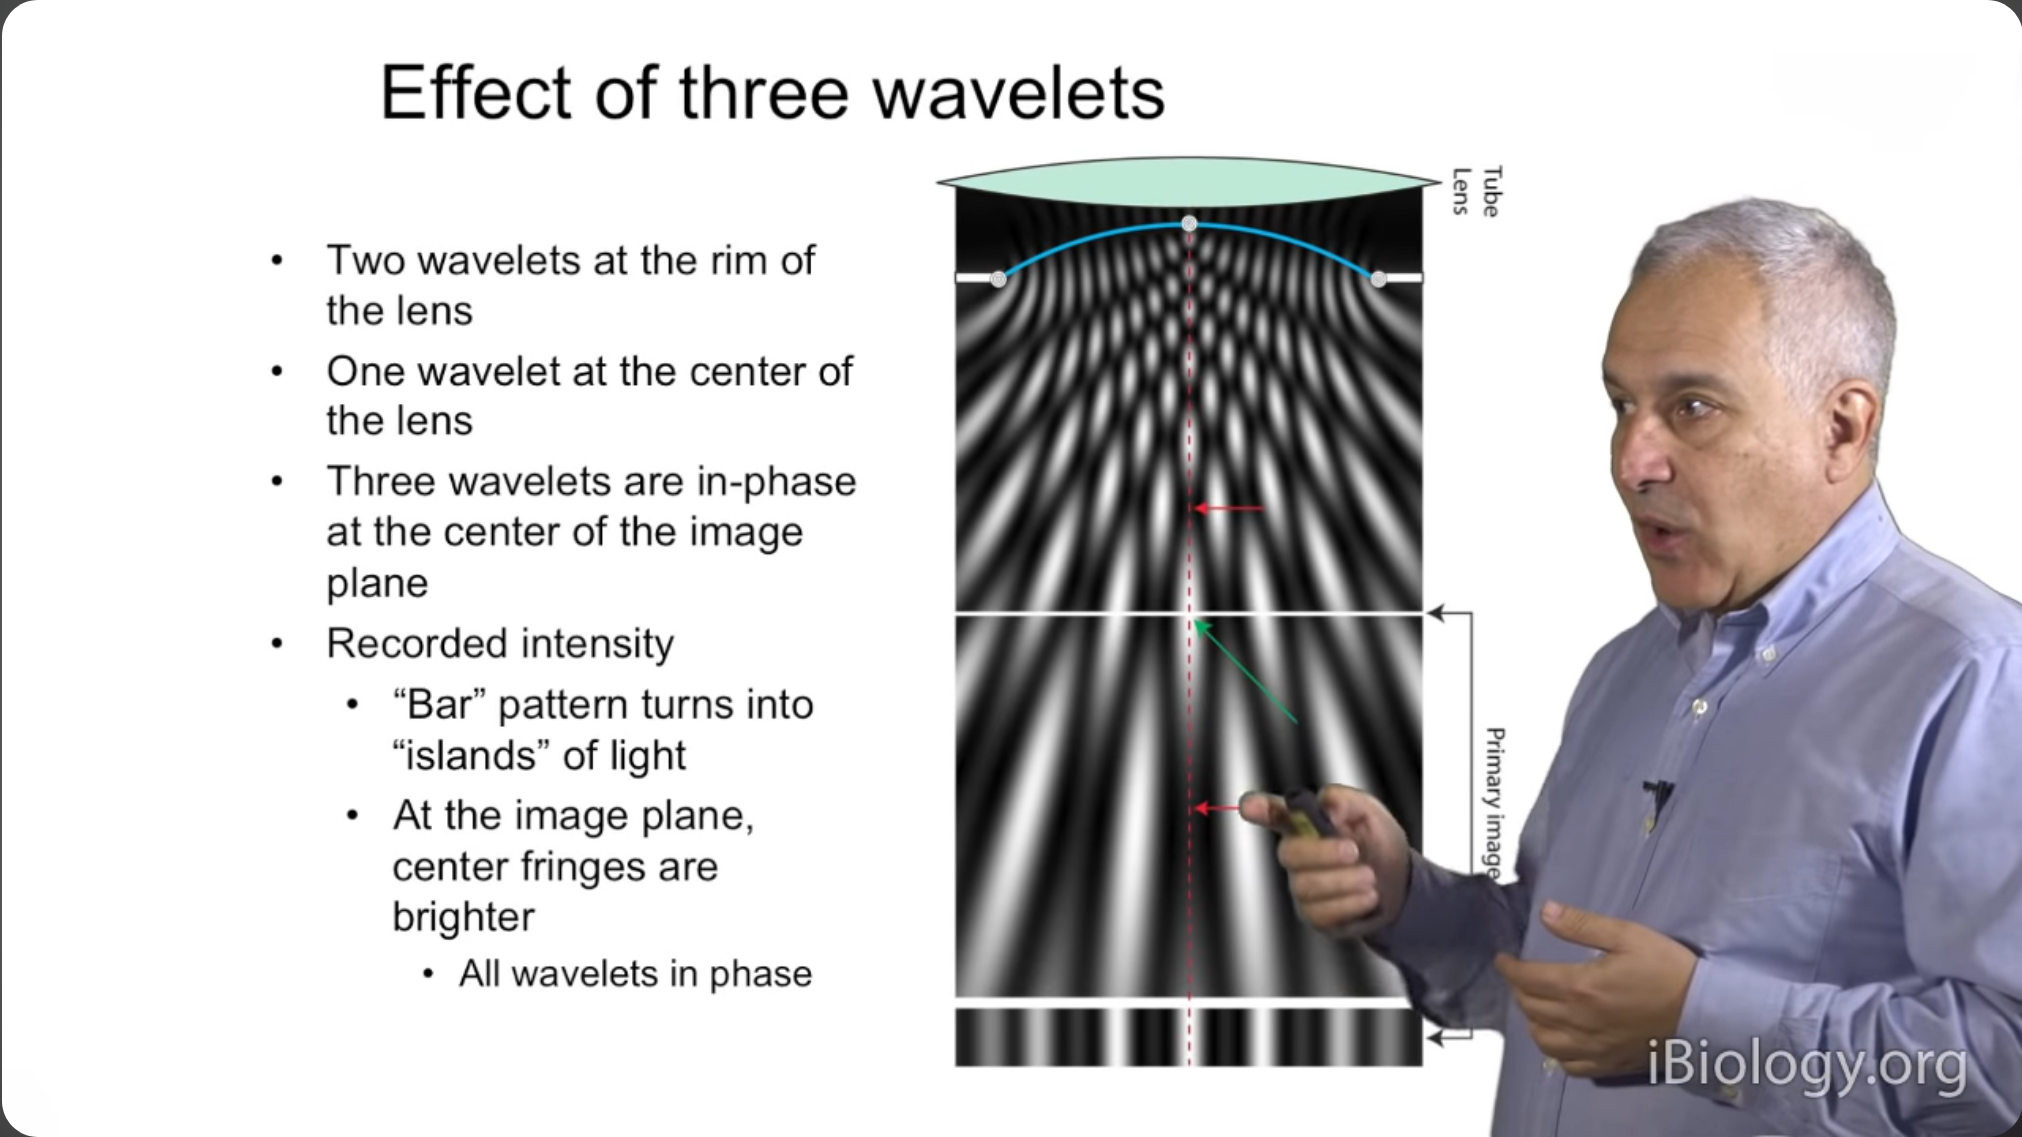 Effect of three wavelets
• Two wavelets at the rim of
the lens
• One wavelet at the center of
the lens
• Three wavelets are in-phase
at the center of the image
plane
• Recorded intensity
• “Bar” pattern turns into
“islands” of light
• At the image plane,
center fringes are
brighter
• All wavelets in phase
Tube
Lens
Primary image
iBiology.org